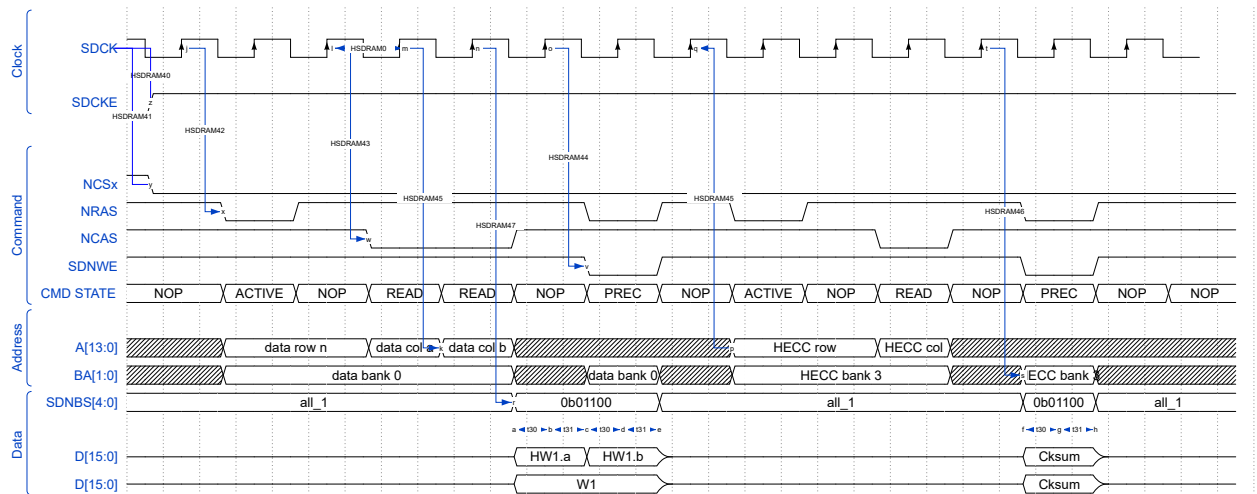 Clock
SDCK j l HSDRAM0 m n o q t
HSDRAM40
SDCKE z
HSDRAM41
HSDRAM42
HSDRAM43
HSDRAM44
Command
NCSx y
HSDRAM45 HSDRAM45
NRAS x HSDRAM46
HSDRAM47
NCAS w
SDNWE v
CMD STATE NOP ACTIVE NOP READ READ NOP PREC NOP ACTIVE NOP READ NOP PREC NOP NOP
Address
A[13:0] data row n data col a k data col b p HECC row HECC col
BA[1:0] data bank 0 data bank 0 HECC bank 3 s ECC bank
Data
SDNBS[4:0] all_1 r 0b01100 all_1 0b01100 all_1
a t30 b t31 c t30 d t31 e f t30 g t31 h
D[15:0] HW1.a HW1.b Cksum
D[15:0] W1 Cksum